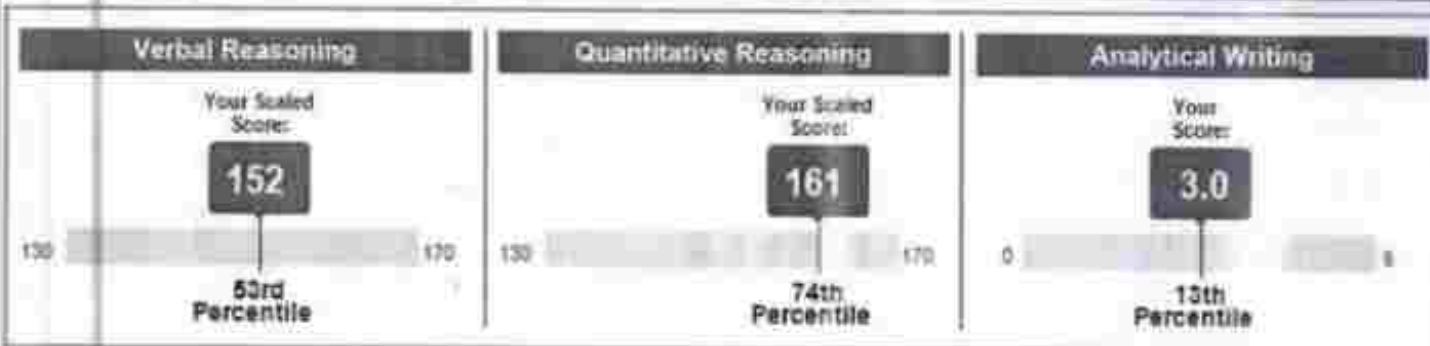 Verbal Reasoning
Your Scaled
Score:
152
130
170
53rd
Percentile
Quantitative Reasoning
Your Scaled
Score:
161
130
170
74th
Percentile
Analytical Writing
Your
Score:
3.0
0
6
13th
Percentile